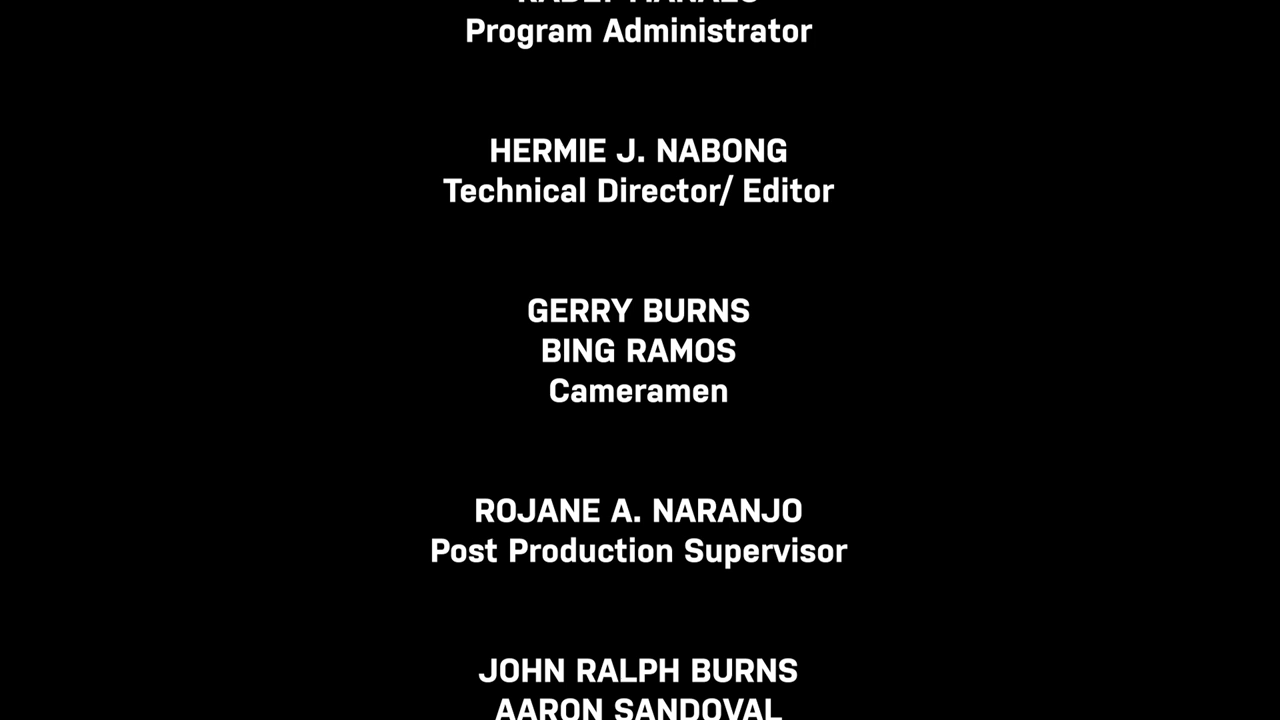 Program Administrator
HERMIE J. NABONG
Technical Director/ Editor
GERRY BURNS
BING RAMOS
Cameramen
ROJANE A. NARANJO
Post Production Supervisor
JOHN RALPH BURNS
AARON SANDOVAL